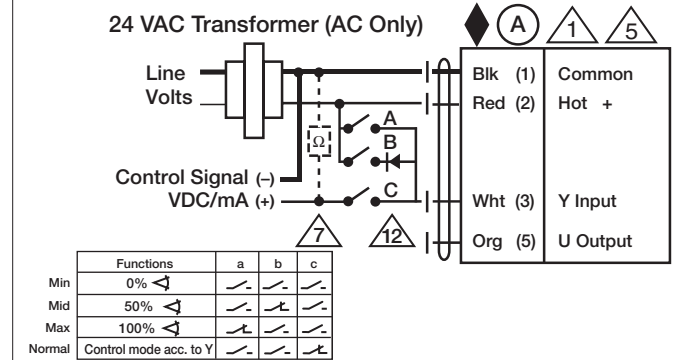 24 VAC Transformer (AC Only)
A
1
5
Line
Volts
Blk (1) Common
Red (2) Hot +
A
Ω
B
Control Signal (–)
VDC/mA (+)
C
Wht (3) Y Input
7
12
Org (5) U Output
Functions a b c
Min 0%
Mid 50%
Max 100%
Normal Control mode acc. to Y